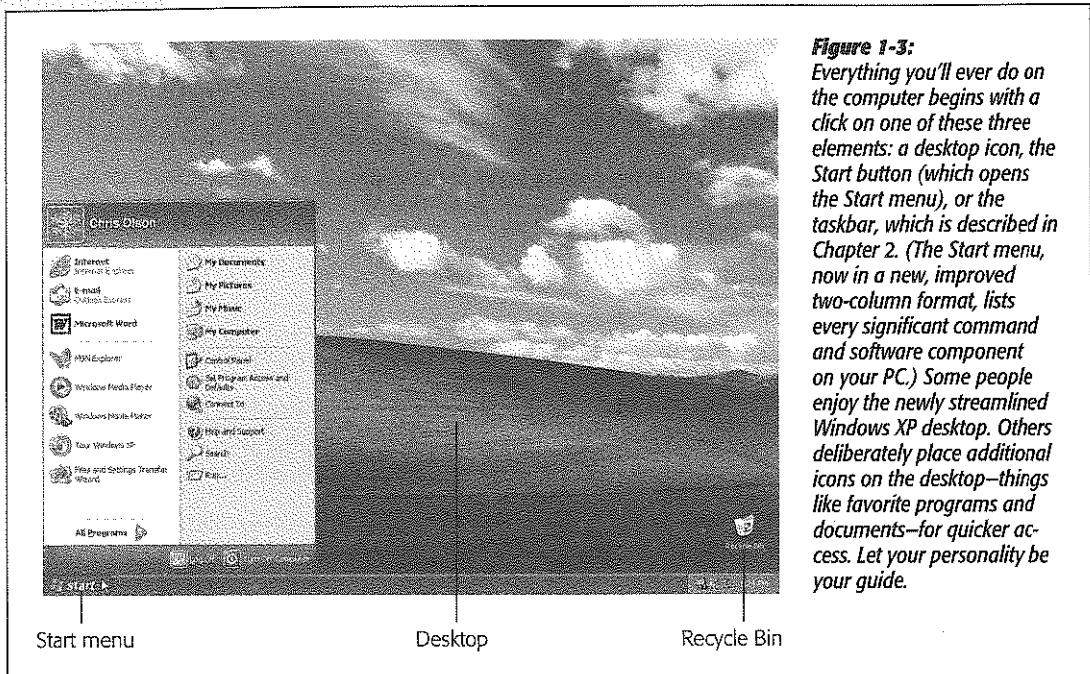 Chris Olson
Internet
Internet Explorer
E-mail
Outlook Express
Microsoft Word
MSN Explorer
Windows Media Player
Windows Movie Maker
Tour Windows XP
Files and Settings Transfer
Wizard
All Programs
My Documents
My Pictures
My Music
My Computer
Control Panel
Set Program Access and
Defaults
Connect To
Help and Support
Search
Run...
Recycle Bin
start
Start menu
Desktop
Recycle Bin
Figure 1-3:
Everything you'll ever do on
the computer begins with a
click on one of these three
elements: a desktop icon, the
Start button (which opens
the Start menu), or the
taskbar, which is described in
Chapter 2. (The Start menu,
now in a new, improved
two-column format, lists
every significant command
and software component
on your PC.) Some people
enjoy the newly streamlined
Windows XP desktop. Others
deliberately place additional
icons on the desktop—things
like favorite programs and
documents—for quicker ac-
cess. Let your personality be
your guide.